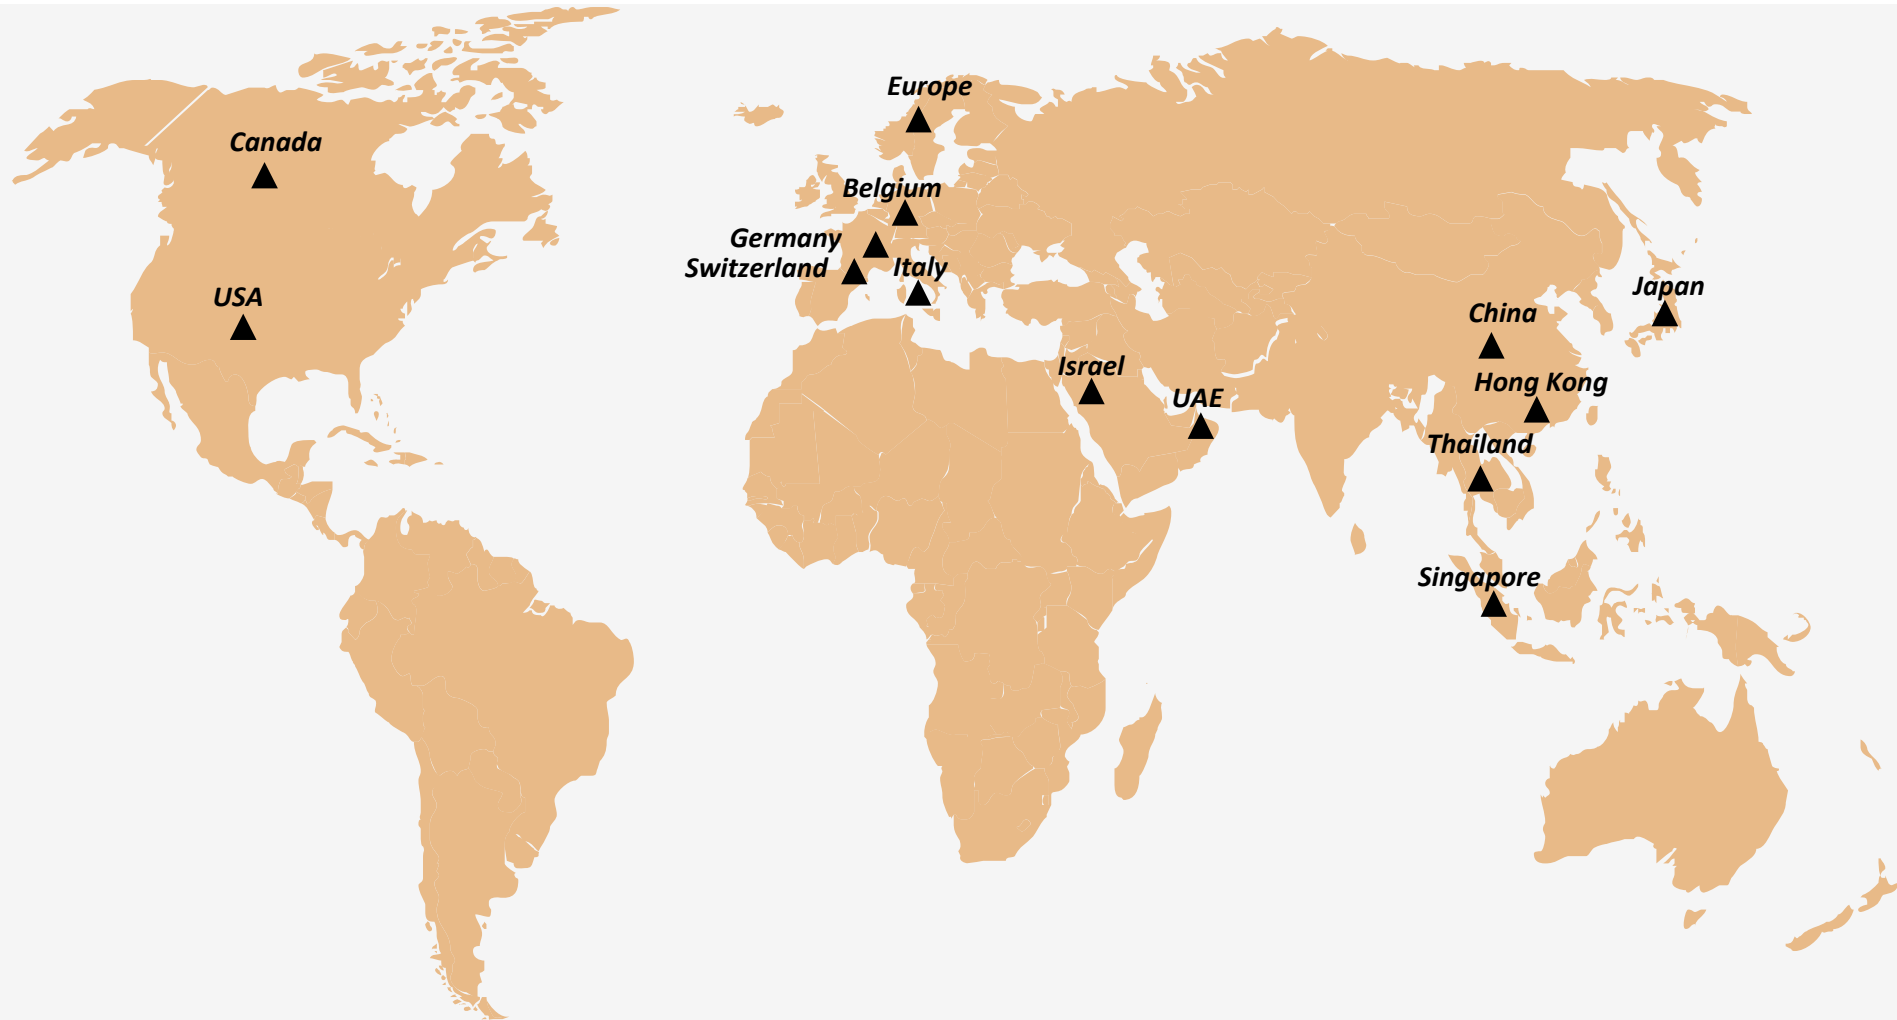 Europe
Canada
Belgium
Germany
Switzerland
Italy
USA
Japan
China
Israel
Hong Kong
UAE
Thailand
Singapore